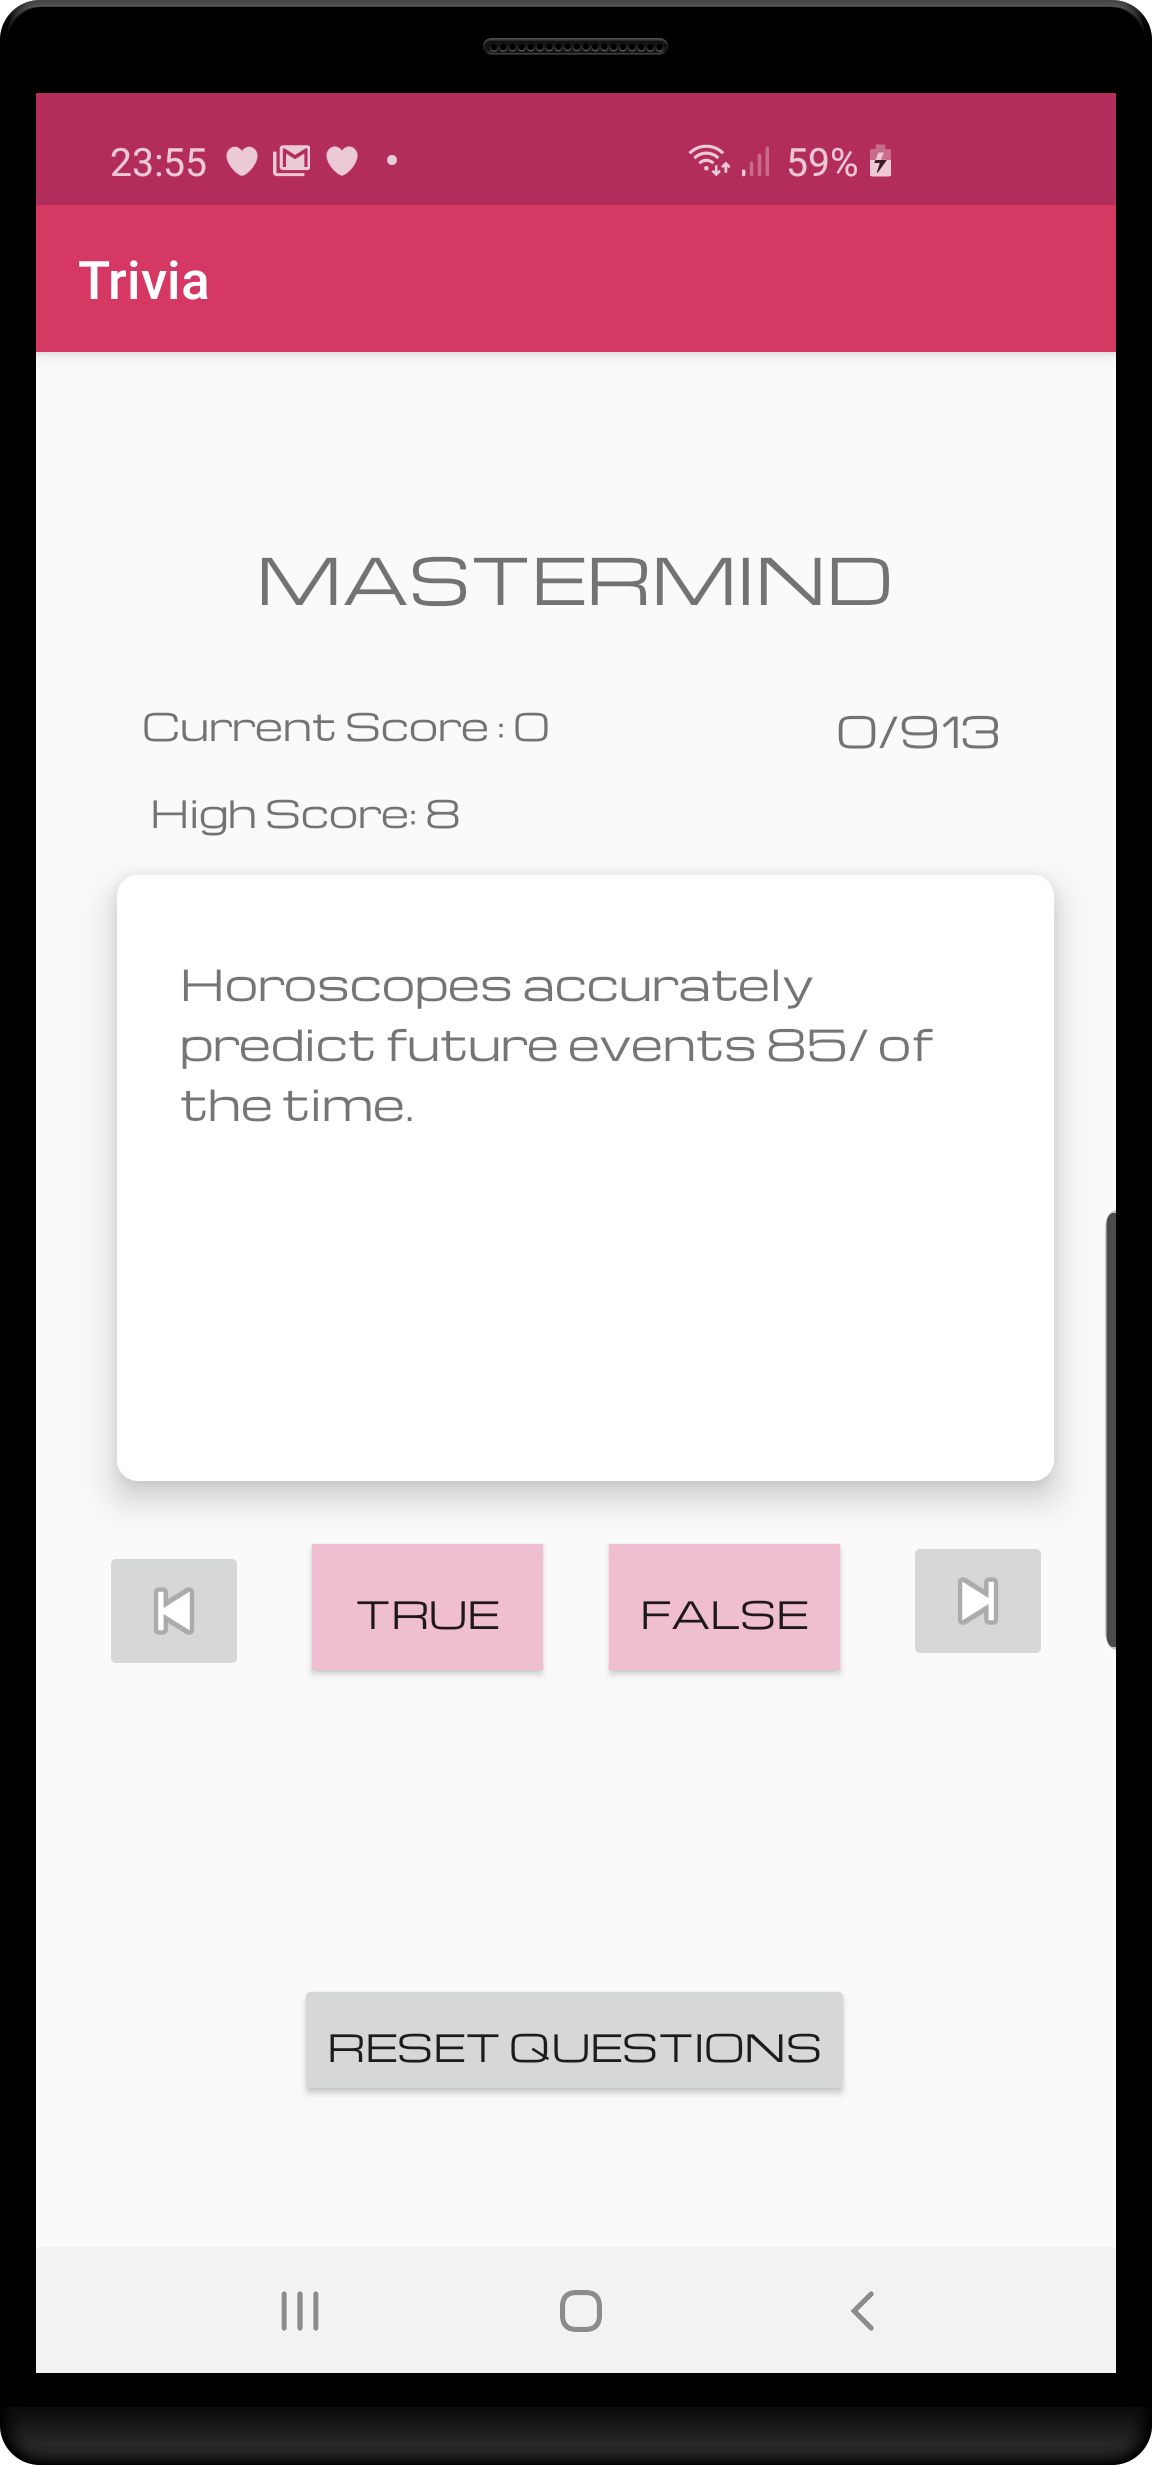 23:55
59%
Trivia
MASTERMIND
Current Score : 0
0/913
High Score: 8
Horoscopes accurately
predict future events 85/ of
the time.
TRUE
FALSE
RESET QUESTIONS